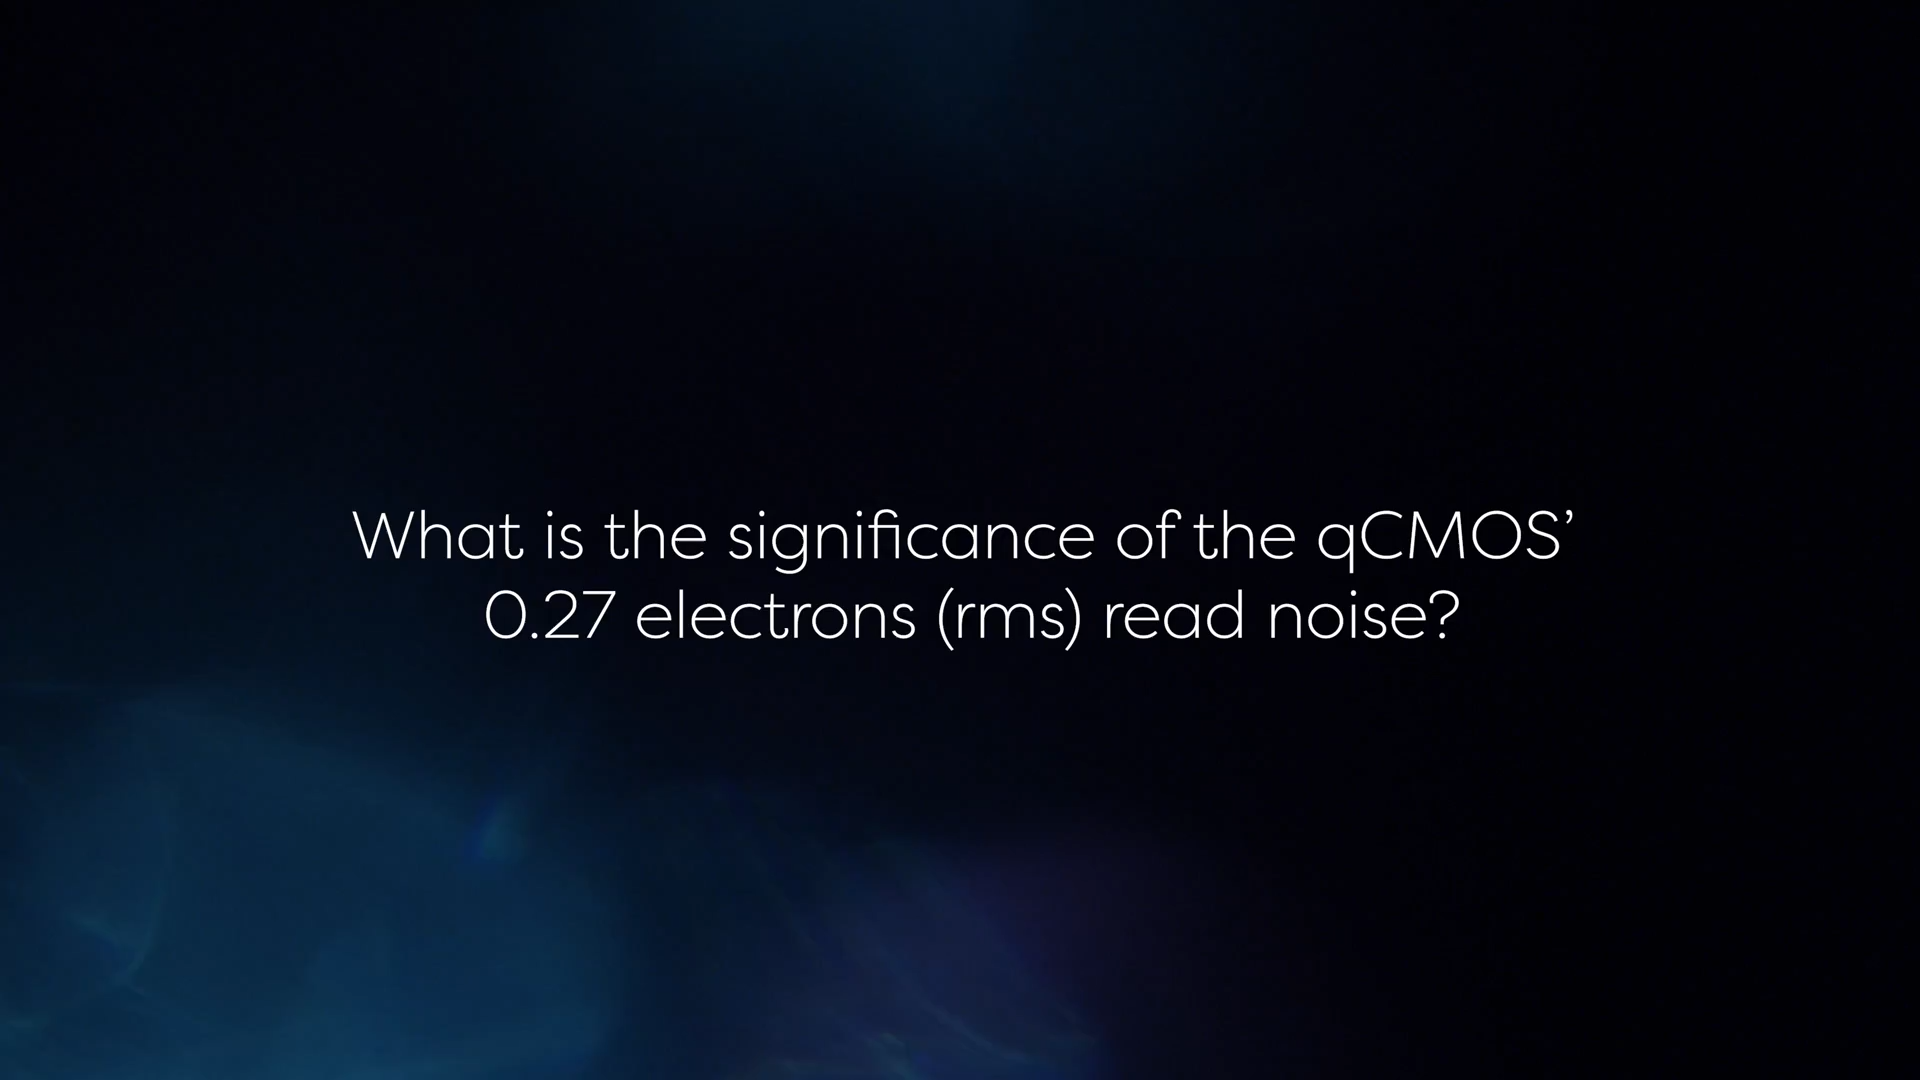 What is the significance of the qCMOS’
0.27 electrons (rms) read noise?